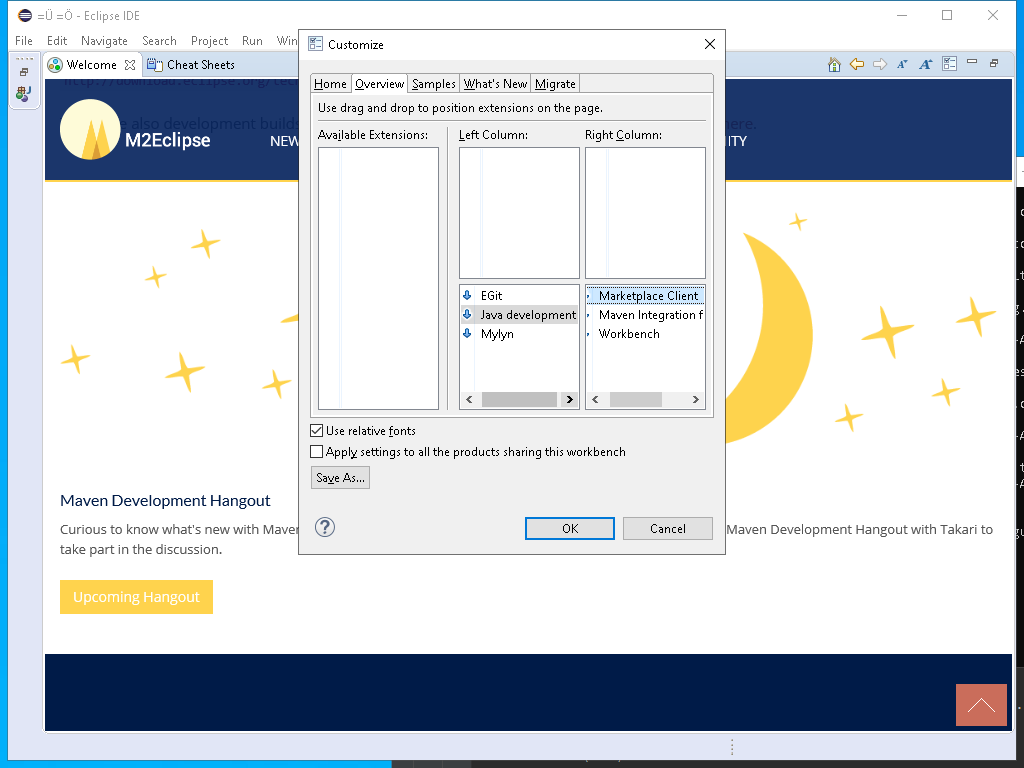 =Ü =Ö - Eclipse IDE
File Edit Navigate Search Project Run Win
Welcome Cheat Sheets
also development builds
here.
M2Eclipse
NEW
ITY
Customize
Home Overview Samples What's New Migrate
Use drag and drop to position extensions on the page.
Available Extensions: Left Column: Right Column:
EGit
Java development
Mylyn
Marketplace Client
Maven Integration f
Workbench
Use relative fonts
Apply settings to all the products sharing this workbench
Save As...
OK Cancel
Maven Development Hangout
Curious to know what's new with Maven
Maven Development Hangout with Takari to
take part in the discussion.
Upcoming Hangout